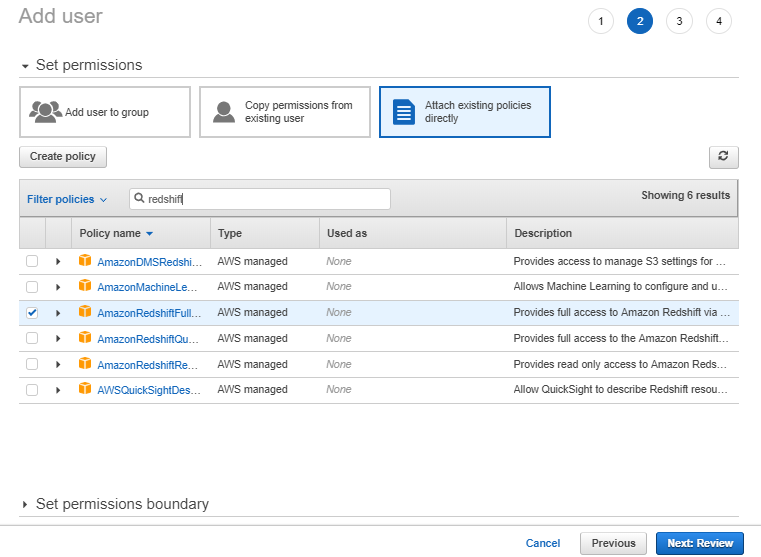 Add user
1 2 3 4
Set permissions
Add user to group
Copy permissions from
existing user
Attach existing policies
directly
Create policy
Filter policies
redshift
Showing 6 results
Policy name Type Used as Description
AmazonDMSRedshi... AWS managed None Provides access to manage S3 settings for ...
AmazonMachineLe... AWS managed None Allows Machine Learning to configure and u...
AmazonRedshiftFull... AWS managed None Provides full access to Amazon Redshift via ...
AmazonRedshiftQu... AWS managed None Provides full access to the Amazon Redshift...
AmazonRedshiftRe... AWS managed None Provides read only access to Amazon Reds...
AWSQuickSightDes... AWS managed None Allow QuickSight to describe Redshift resou...
Set permissions boundary
Cancel Previous Next: Review